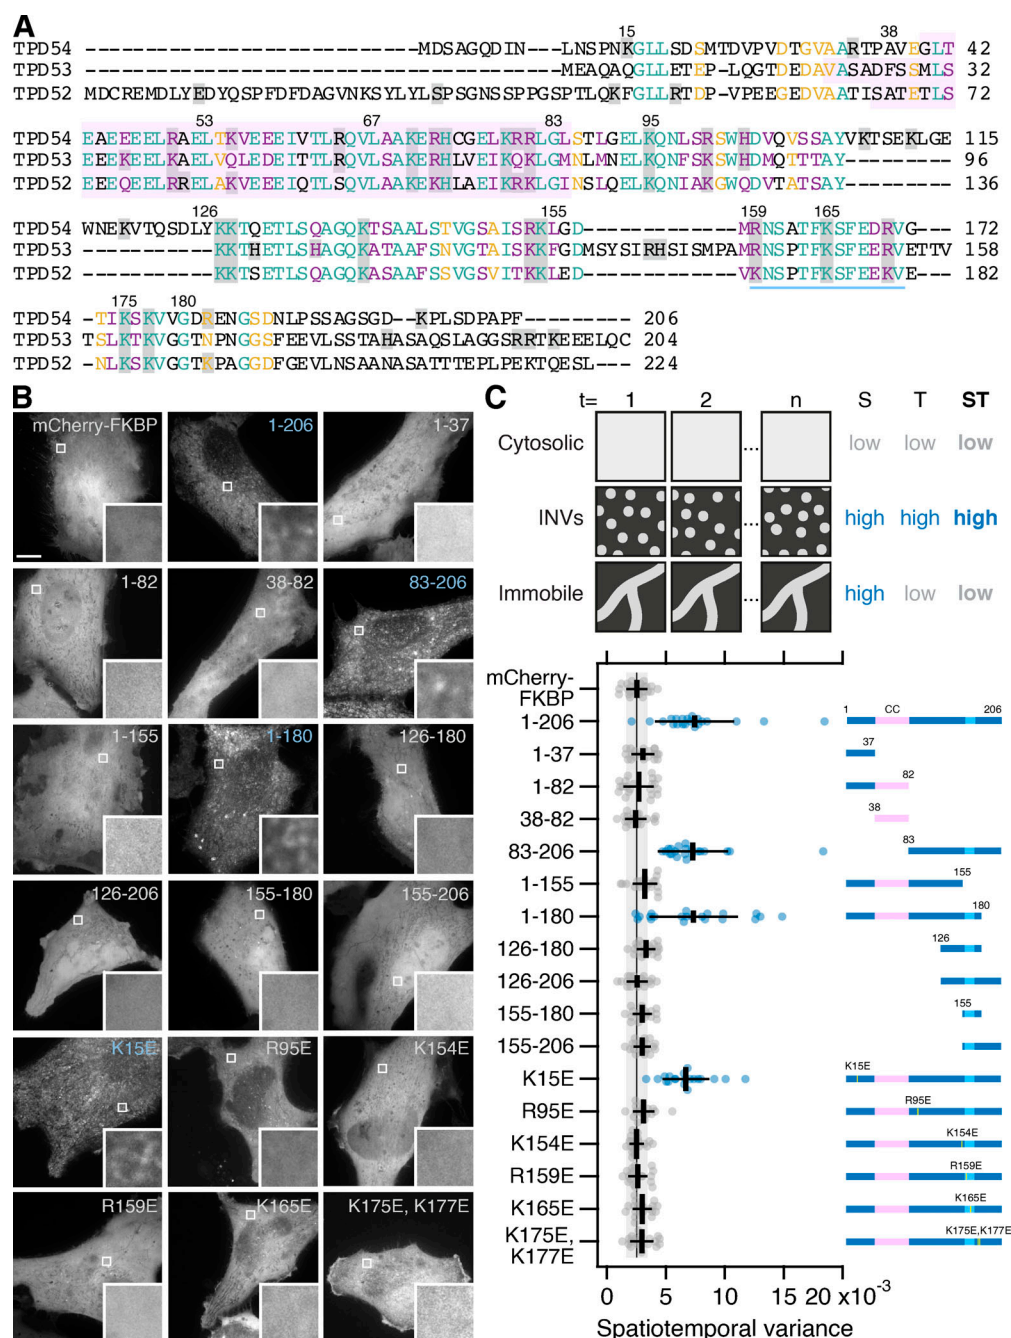 A
15 38
TPD54 ----------------------------MDSAGQDIN---LNSPNKGLLSDSMTDVPVDTGVAARTPAVEGLT 42
TPD53 ----------------------------------------MEAQAQGLLETEP-LQGTDEDAVASADFSSMLS 32
TPD52 MDCREMDLYEDYQSPFDFDAGVNKSYLYLSPSGNSSPPGSPTLQKFGLLRTDP-VPEEGEDVAATISATETLS 72
53 67 83 95
TPD54 EAEEEELRAELTKVEEEIVTLRQVLAAKERHCGELKRRLGLSTLGELKQNLSRSWHDVQVSSAYVKTSEKLGE 115
TPD53 EEEKEELKAELVQLEDEITTLRQVLAAKERHLVEIKQKLGMNLMNELKQNFSKSWHDMQTTTAY--------- 96
TPD52 EEEQEELRRELAKVEEEIQTLSQVLAAKEKHLAEIKRKLGINSLQELKQNIAKGWQDVTATSAY--------- 136
126 155 159 165
TPD54 WNEKVTQSDLYKKTQETLSQAGQKTSAALSTVGSAISRKLGD-------------MRNSATFKSFEDRVG--- 172
TPD53 -----------KKTHETLSHAGQKASAAFSNVGTAISRKFGDMSYSIRHSISMPAMRNSPTFKSFEDRVETTV 158
TPD52 -----------KKTSETLSQAGQKASAAFSSVGSVITKKLED-------------VKNSPTFKSFEEKVE--- 182
175 180
TPD54 -TIKSKVVGDRENGSDNLPSSAGSGD--KPLSDPAPF--------- 206
TPD53 TSLKTKVGGTNPNGGSFEEVLSSTAHASAQSLAGGSRRTKEEELQC 204
TPD52 -NLKSKVGGTKPAGGDFGEVLNSAANASATTTEPLPEKTQESL--- 224
B
mCherry-FKBP 1-206 1-37
1-82 38-82 83-206
1-155 1-180 126-180
126-206 155-180 155-206
K15E R95E K154E
R159E K165E K175E, K177E
C
t= 1 2 n S T ST
Cytosolic ... low low low
INVs ... high high high
Immobile ... high low low
mCherry-
FKBP
1-206 1 CC 206
1-37 37
1-82 82
38-82 38
83-206 83
1-155 155
1-180 180
126-180 126
126-206
155-180 155
155-206
K15E K15E
R95E R95E
K154E K154E
R159E R159E
K165E K165E
K175E,
K177E K175E,K177E
0 5 10 15 20 x10-3
Spatiotemporal variance